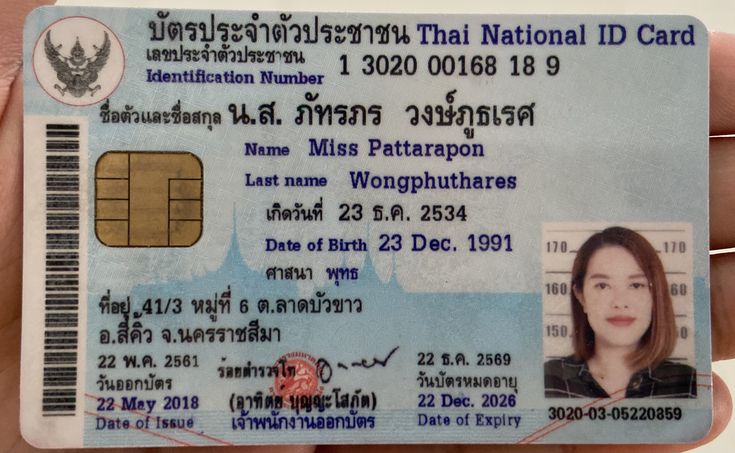 บัตรประจำตัวประชาชน Thai National ID Card
เลขประจำตัวประชาชน
Identification Number 1 3020 00168 18 9
ชื่อตัวและชื่อสกุล น.ส. ภัทรภร วงษ์ภูธเรศ
Name Miss Pattarapon
Last name Wongphuthares
เกิดวันที่ 23 ธ.ค. 2534
Date of Birth 23 Dec. 1991
ศาสนา พุทธ
ที่อยู่ 41/3 หมู่ที่ 6 ต.ลาดบัวขาว
อ.สีคิ้ว จ.นครราชสีมา
22 พ.ค. 2561
วันออกบัตร
22 May 2018
Date of Issue
ร้อยตำรวจโท
(อาทิตย์ บุญญะโสภัต)
เจ้าพนักงานออกบัตร
22 ธ.ค. 2569
วันบัตรหมดอายุ
22 Dec. 2026
Date of Expiry
170 170
160 60
150
3020-03-05220859